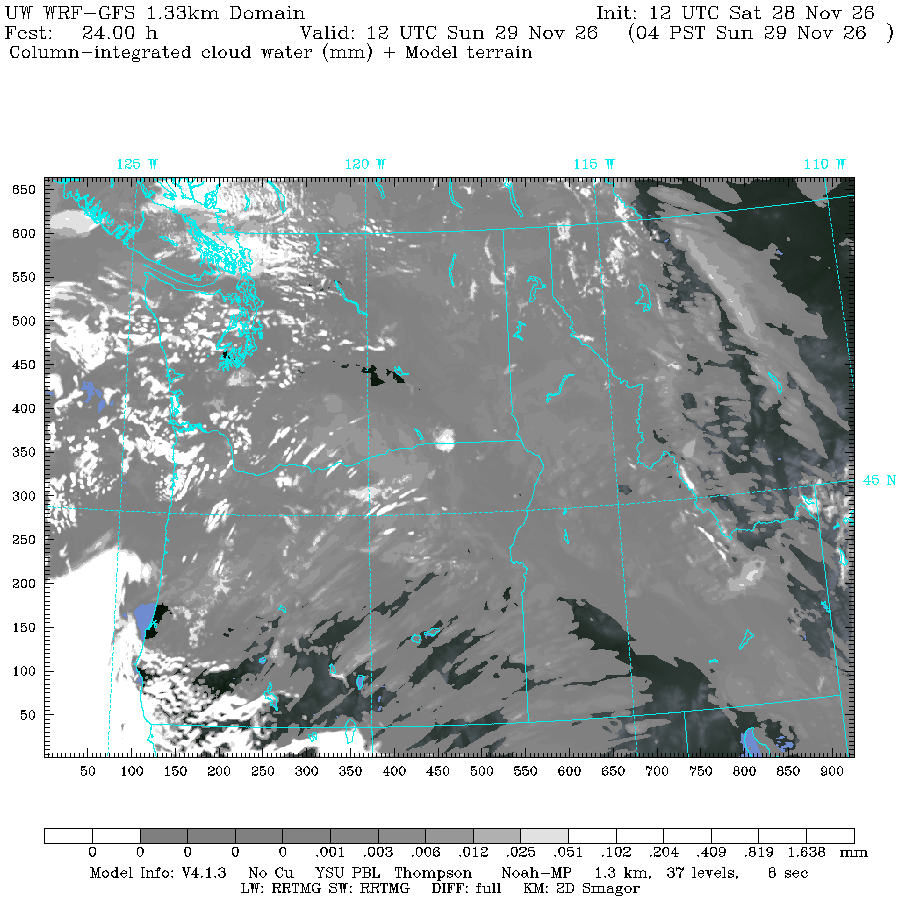 UW WRF-GFS 1.33km Domain Init: 12 UTC Sat 28 Nov 26
Fcst: 24.00 h Valid: 12 UTC Sun 29 Nov 26 (04 PST Sun 29 Nov 26 )
Column-integrated cloud water (mm) + Model terrain
125 W 120 W 115 W 110 W
650
600
550
500
450
400
350
300
45 N
250
200
150
100
50
50 100 150 200 250 300 350 400 450 500 550 600 650 700 750 800 850 900
0 0 0 0 0 .001 .003 .006 .012 .025 .051 .102 .204 .409 .819 1.638 mm
Model Info: V4.1.3 No Cu YSU PBL Thompson Noah-MP 1.3 km, 37 levels, 8 sec
LW: RRTMG SW: RRTMG DIFF: full KM: 2D Smagor